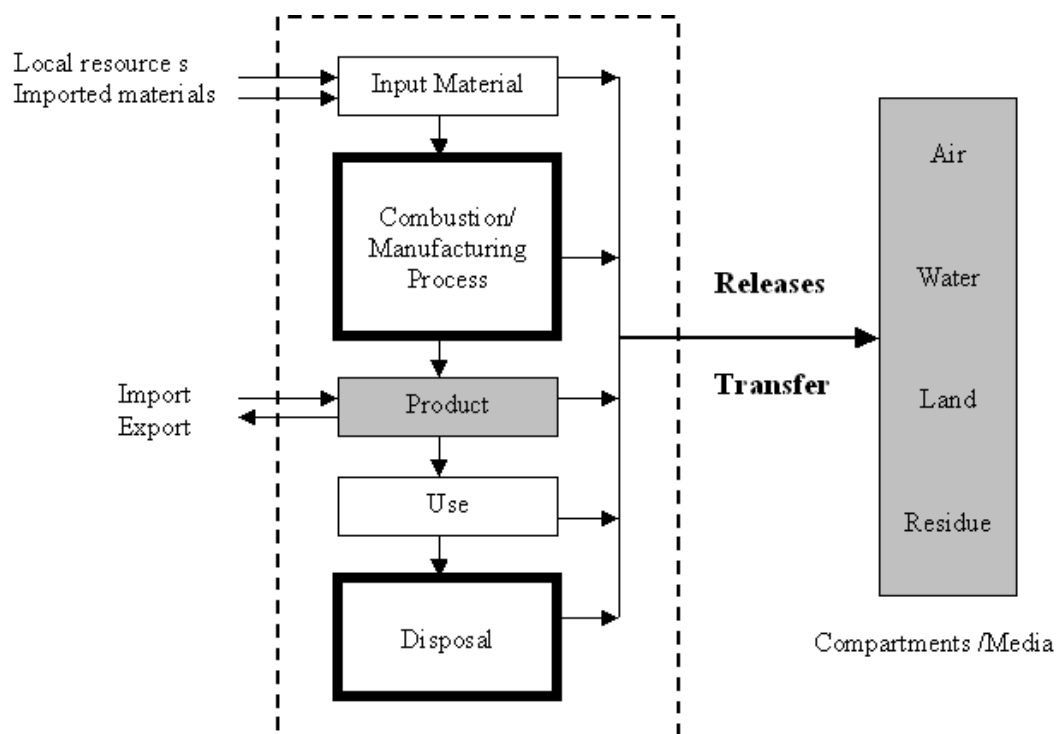 Local resource s
Imported materials
Input Material
Combustion/
Manufacturing
Process
Import
Export
Product
Use
Disposal
Releases
Transfer
Air
Water
Land
Residue
Compartments /Media